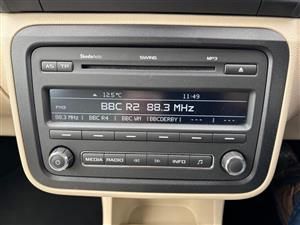 SkodaAuto SWING MP3
AS TP
12.5°C 11:49
BBC R2 88.3 MHz
88.3 MHz BBC R4 BBC WM BBCDERBY --- ---
MEDIA RADIO INFO